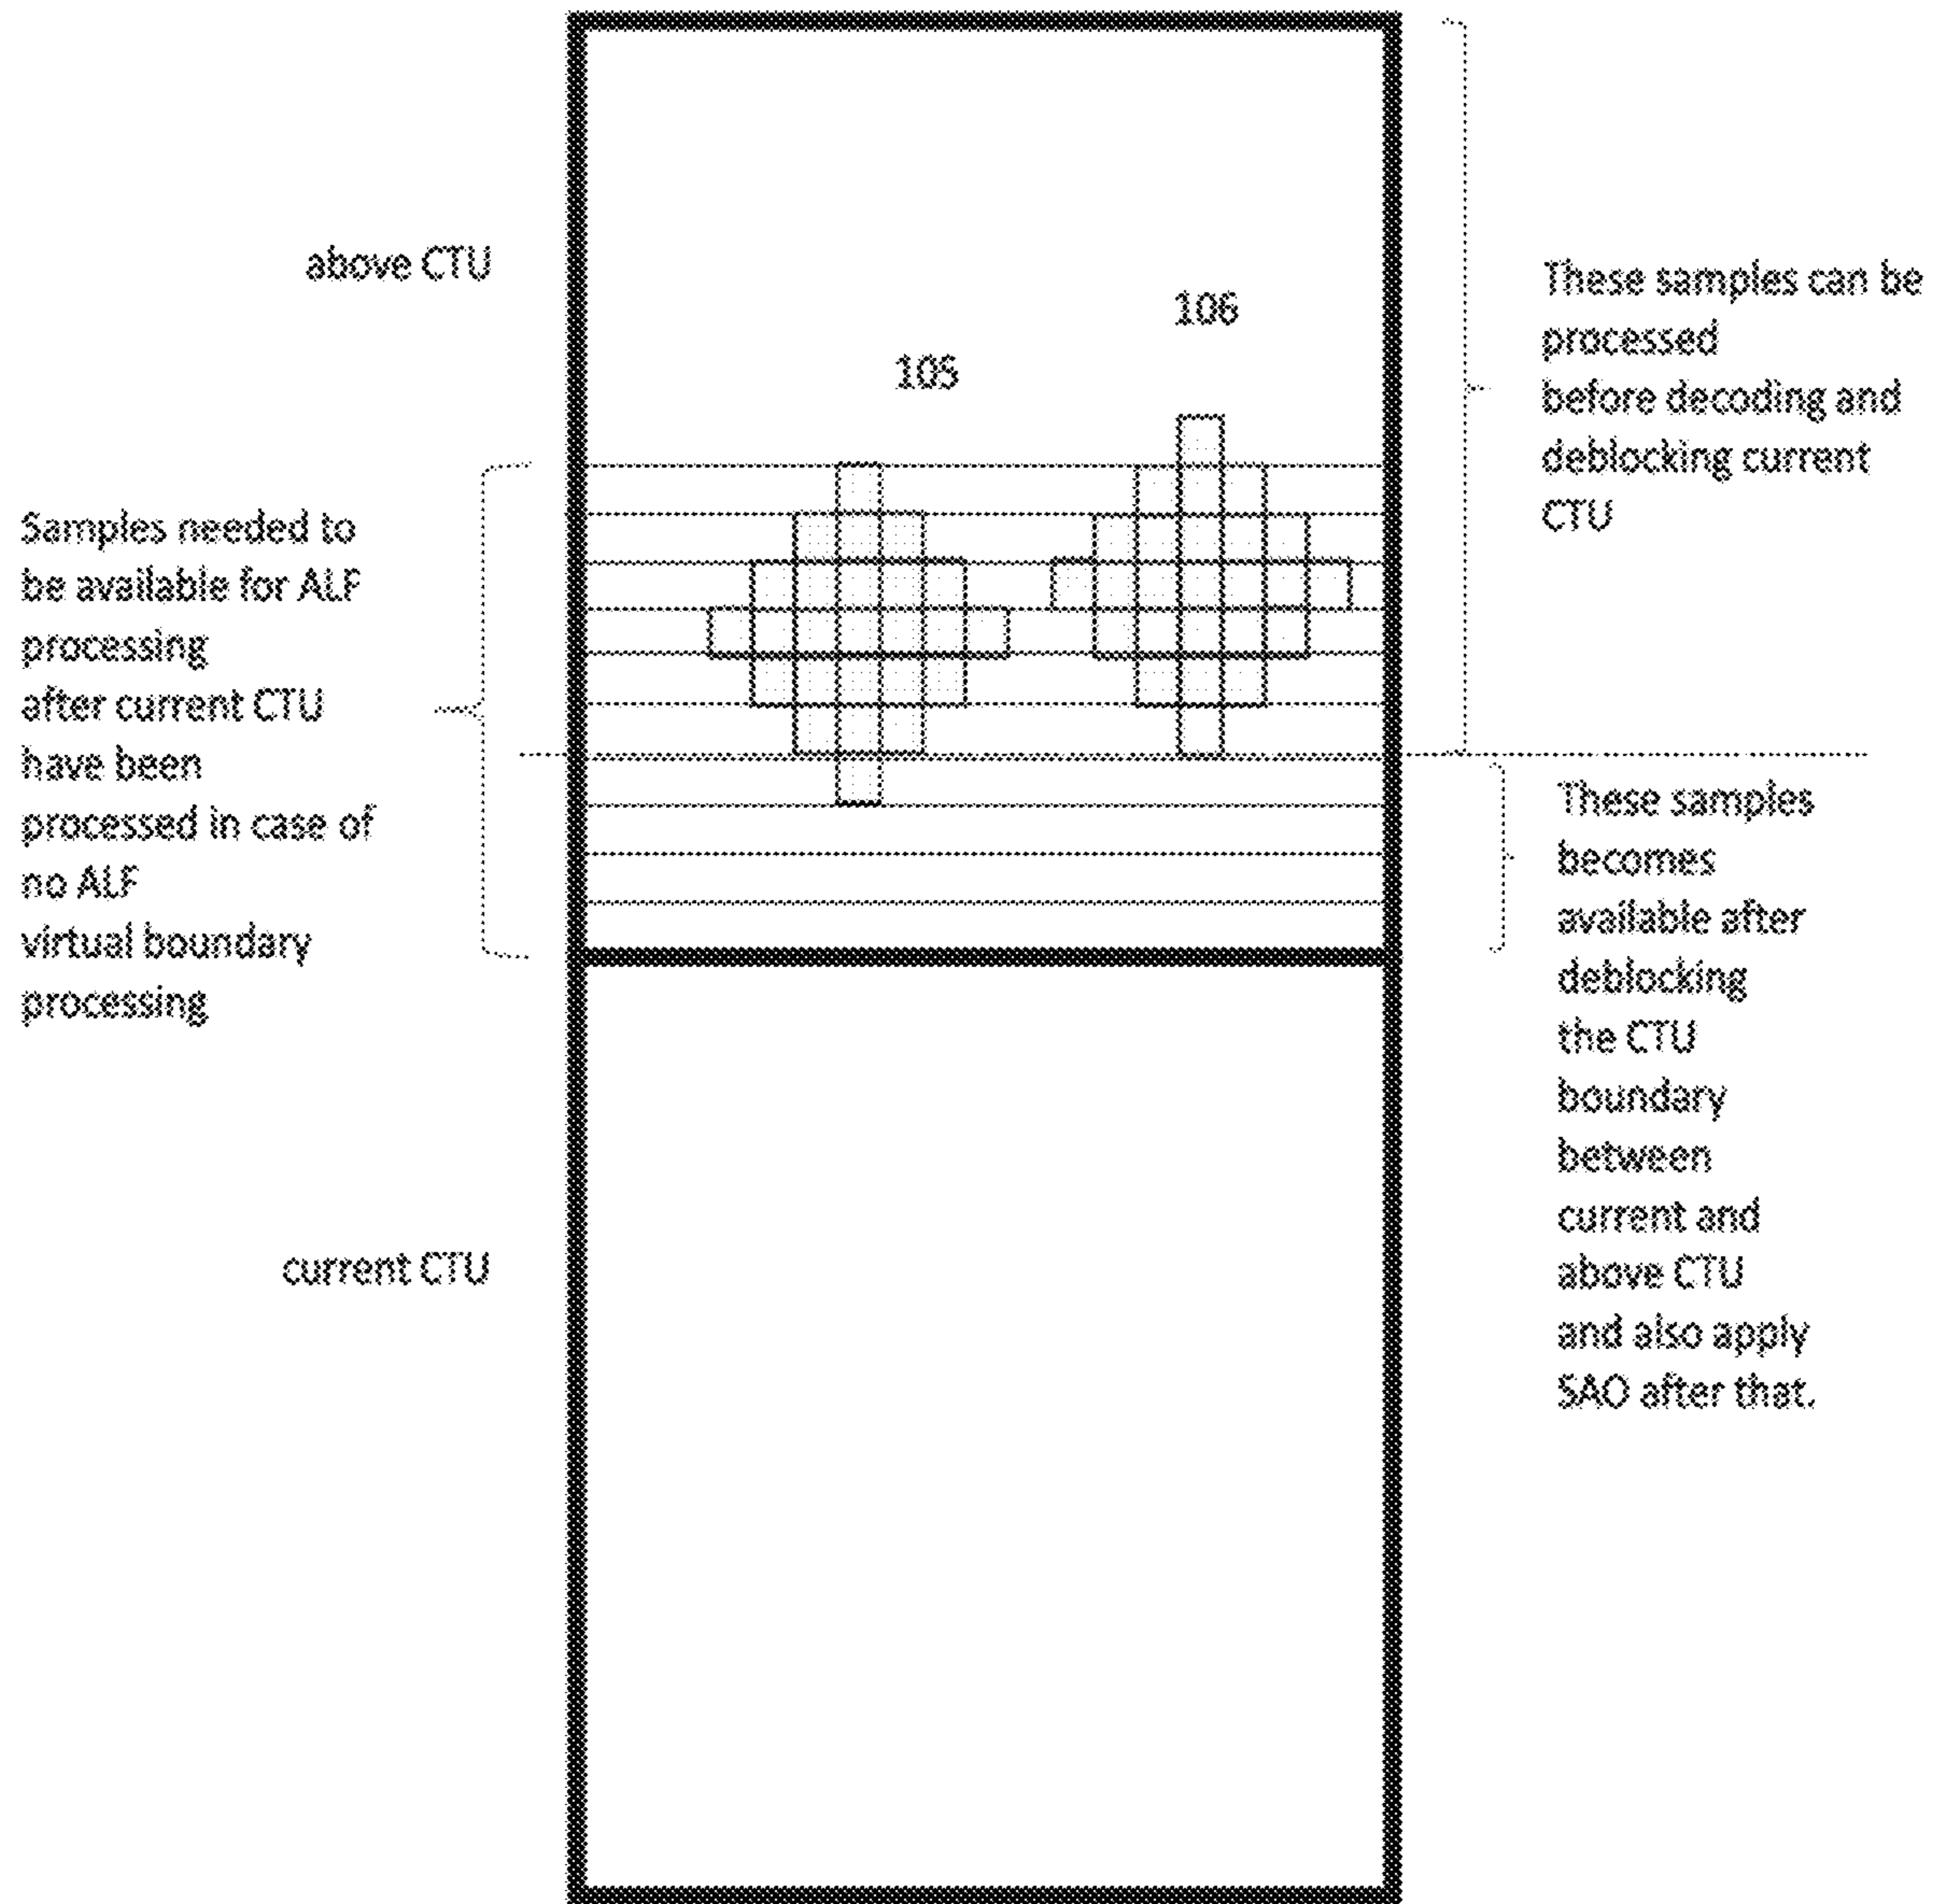 above CTU
106
105
These samples can be
processed
before decoding and
deblocking current
CTU
Samples needed to
be available for ALF
processing
after current CTU
have been
processed in case of
no ALF
virtual boundary
processing
These samples
becomes
available after
deblocking
the CTU
boundary
between
current and
above CTU
and also apply
SAO after that.
current CTU